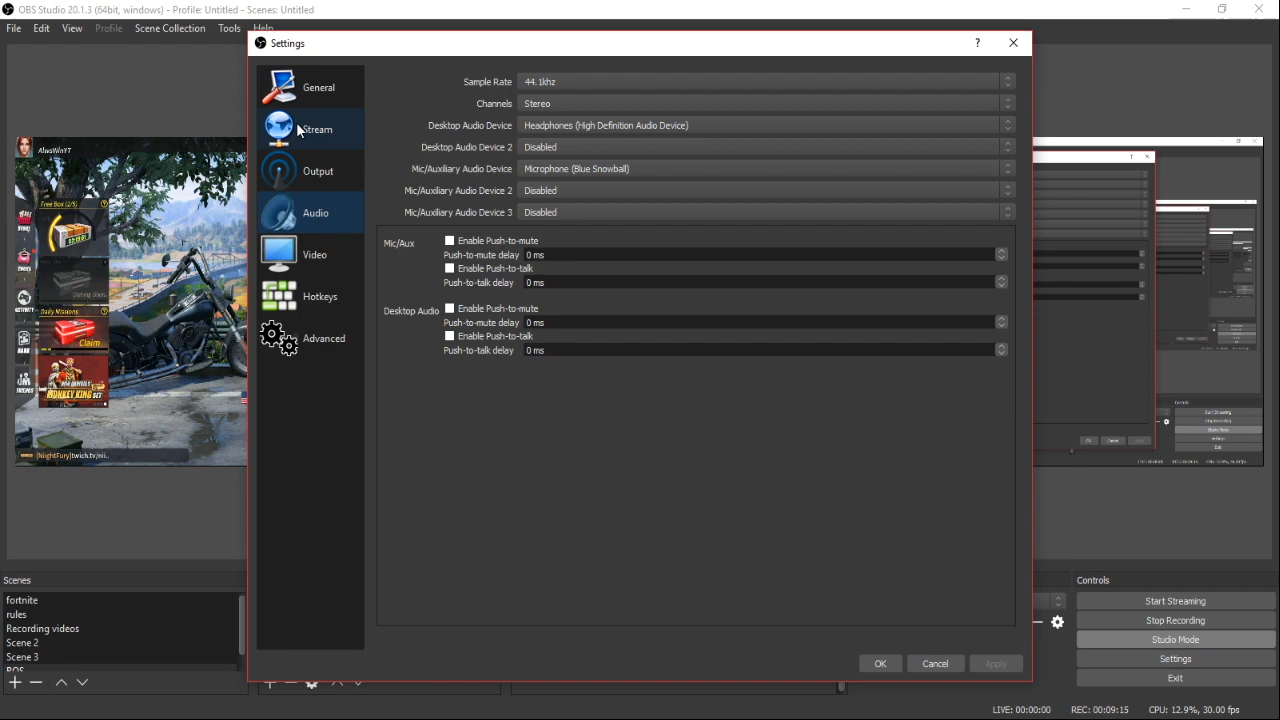 OBS Studio 20.1.3 (64bit, windows) - Profile: Untitled - Scenes: Untitled
File Edit View Profile Scene Collection Tools Help
Settings
General
Stream
Output
Audio
Video
Hotkeys
Advanced
Sample Rate 44.1khz
Channels Stereo
Desktop Audio Device Headphones (High Definition Audio Device)
Desktop Audio Device 2 Disabled
Mic/Auxiliary Audio Device Microphone (Blue Snowball)
Mic/Auxiliary Audio Device 2 Disabled
Mic/Auxiliary Audio Device 3 Disabled
Mic/Aux
Enable Push-to-mute
Push-to-mute delay 0 ms
Enable Push-to-talk
Push-to-talk delay 0 ms
Desktop Audio
Enable Push-to-mute
Push-to-mute delay 0 ms
Enable Push-to-talk
Push-to-talk delay 0 ms
OK Cancel Apply
AlwaWinYT
Free Box (2/5)
Daily Missions
Claim
MONKEY KING
SET
[NightFury]twich.tv/nii..
Scenes
fortnite
rules
Recording videos
Scene 2
Scene 3
Controls
Start Streaming
Stop Recording
Studio Mode
Settings
Exit
LIVE: 00:00:00 REC: 00:09:15 CPU: 12.9%, 30.00 fps